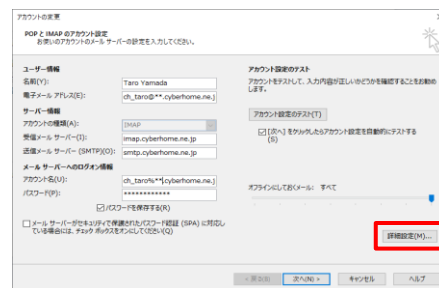 アカウントの変更
POP と IMAP のアカウント設定
お使いのアカウントのメール サーバーの設定を入力してください。
ユーザー情報
名前(Y):
Taro Yamada
電子メール アドレス(E):
ch_taro@**.cyberhome.ne.j
サーバー情報
アカウントの種類(A):
IMAP
受信メール サーバー(I):
imap.cyberhome.ne.jp
送信メール サーバー (SMTP)(O):
smtp.cyberhome.ne.jp
メール サーバーへのログオン情報
アカウント名(U):
ch_taro%**.cyberhome.ne.j
パスワード(P):
************
パスワードを保存する(R)
メール サーバーがセキュリティで保護されたパスワード認証 (SPA) に対応し
ている場合には、チェック ボックスをオンにしてください(Q)
アカウント設定のテスト
アカウントをテストして、入力内容が正しいかどうかを確認することをお勧め
します。
アカウント設定のテスト(T)
[次へ] をクリックしたらアカウント設定を自動的にテストする
(S)
オフラインにしておくメール: すべて
詳細設定(M)...
< 戻る(B)
次へ(N) >
キャンセル
ヘルプ